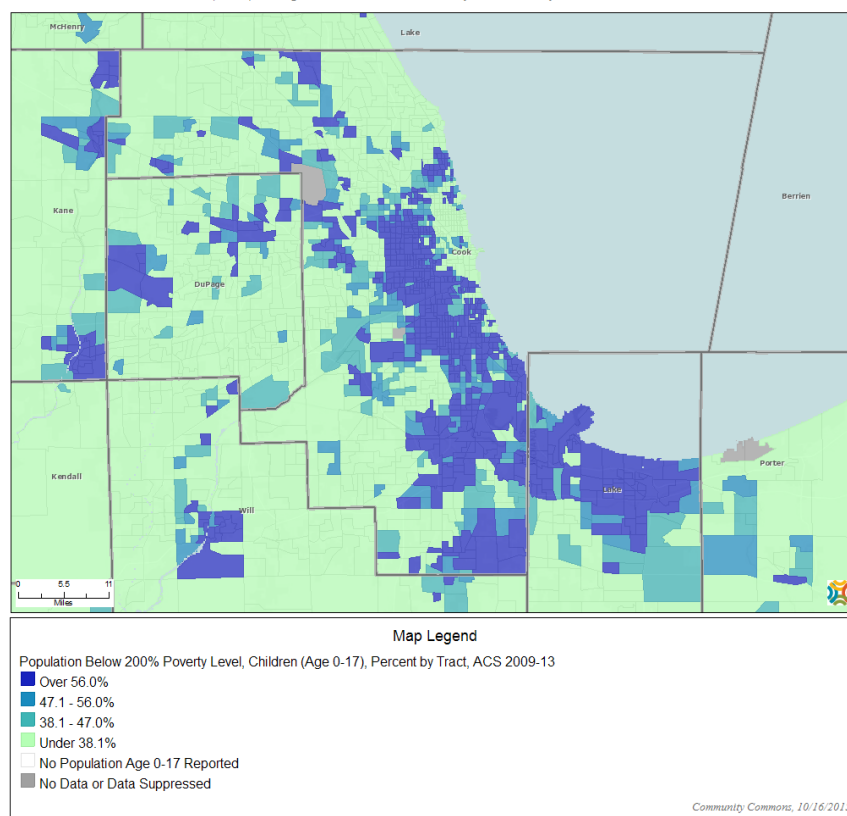 McHenry
Lake
Kane
Berrien
Cook
DuPage
Kendall
Will
Lake
Porter
0 5.5 11
Miles
Map Legend
Population Below 200% Poverty Level, Children (Age 0-17), Percent by Tract, ACS 2009-13
Over 56.0%
47.1 - 56.0%
38.1 - 47.0%
Under 38.1%
No Population Age 0-17 Reported
No Data or Data Suppressed
Community Commons,